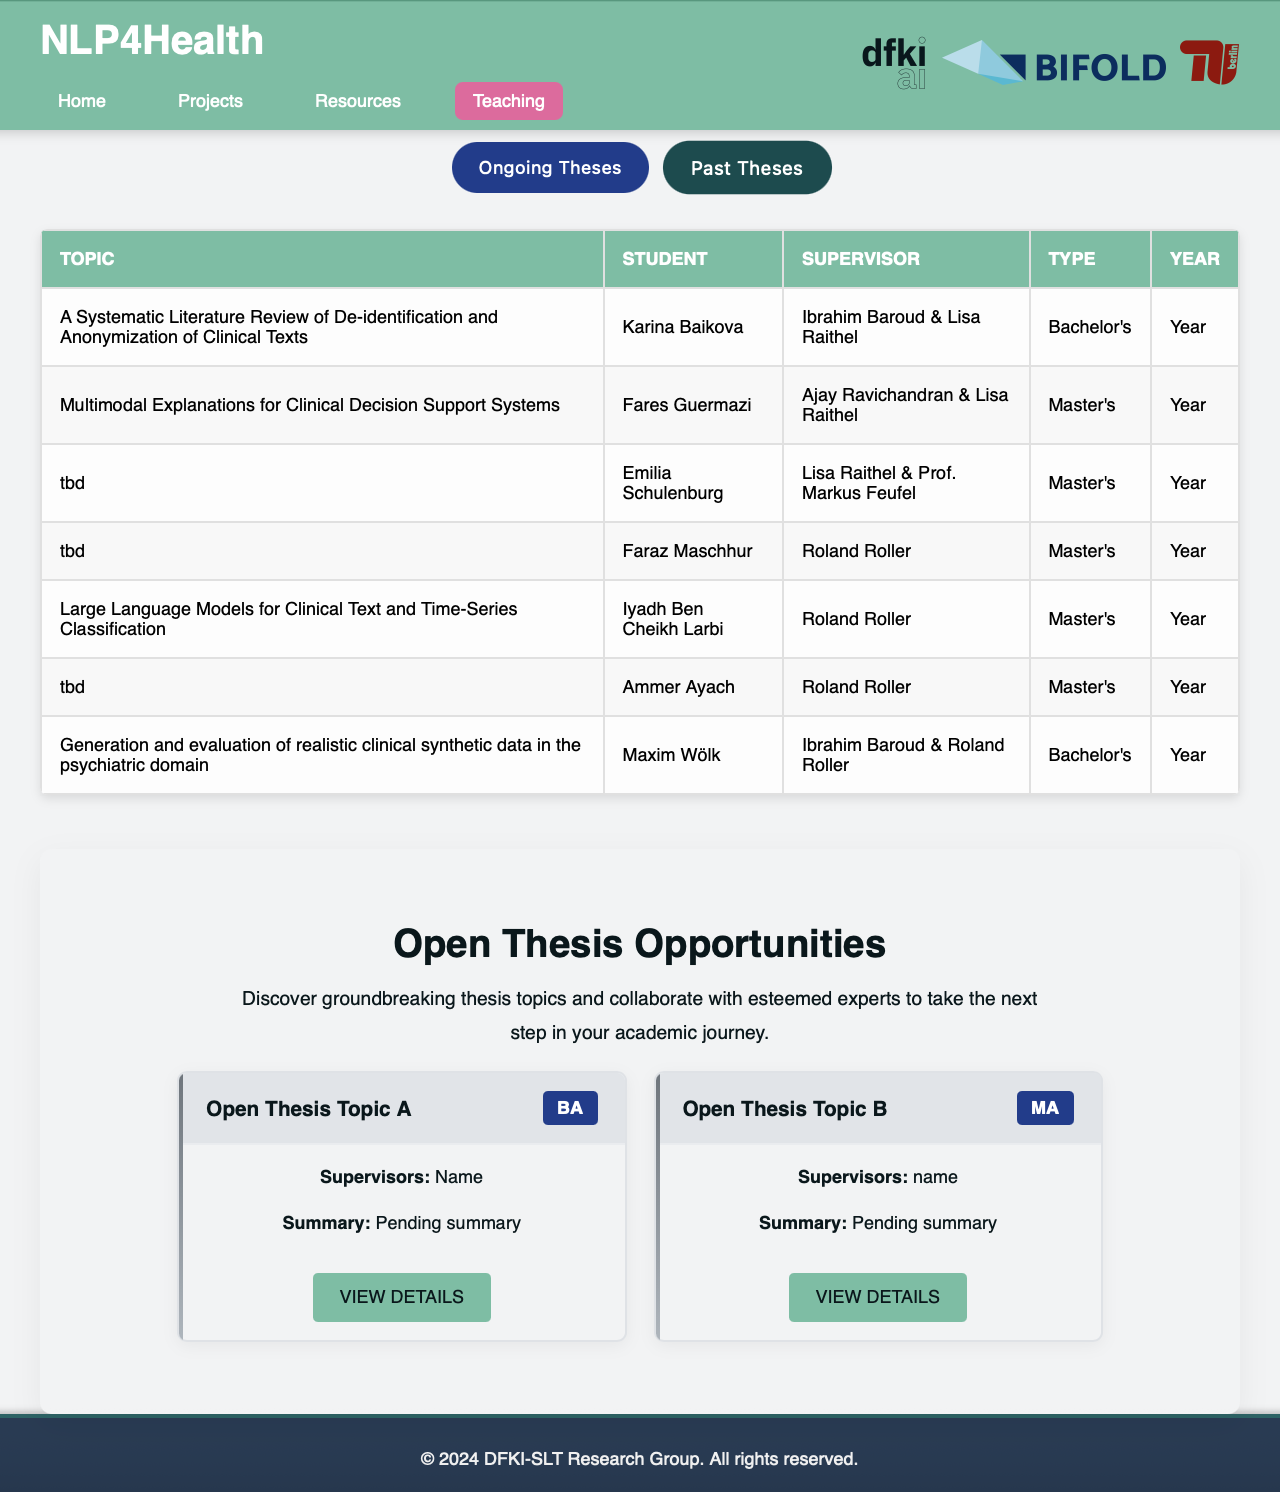 NLP4Health
dfki
ai
BIFOLD
TU
berlin
Home
Projects
Resources
Teaching
Ongoing Theses
Past Theses
TOPIC
STUDENT
SUPERVISOR
TYPE
YEAR
A Systematic Literature Review of De-identification and
Anonymization of Clinical Texts
Karina Baikova
Ibrahim Baroud & Lisa
Raithel
Bachelor's
Year
Multimodal Explanations for Clinical Decision Support Systems
Fares Guermazi
Ajay Ravichandran & Lisa
Raithel
Master's
Year
tbd
Emilia
Schulenburg
Lisa Raithel & Prof.
Markus Feufel
Master's
Year
tbd
Faraz Maschhur
Roland Roller
Master's
Year
Large Language Models for Clinical Text and Time-Series
Classification
Iyadh Ben
Cheikh Larbi
Roland Roller
Master's
Year
tbd
Ammer Ayach
Roland Roller
Master's
Year
Generation and evaluation of realistic clinical synthetic data in the
psychiatric domain
Maxim Wölk
Ibrahim Baroud & Roland
Roller
Bachelor's
Year
Open Thesis Opportunities
Discover groundbreaking thesis topics and collaborate with esteemed experts to take the next
step in your academic journey.
Open Thesis Topic A
BA
Supervisors: Name
Summary: Pending summary
VIEW DETAILS
Open Thesis Topic B
MA
Supervisors: name
Summary: Pending summary
VIEW DETAILS
© 2024 DFKI-SLT Research Group. All rights reserved.